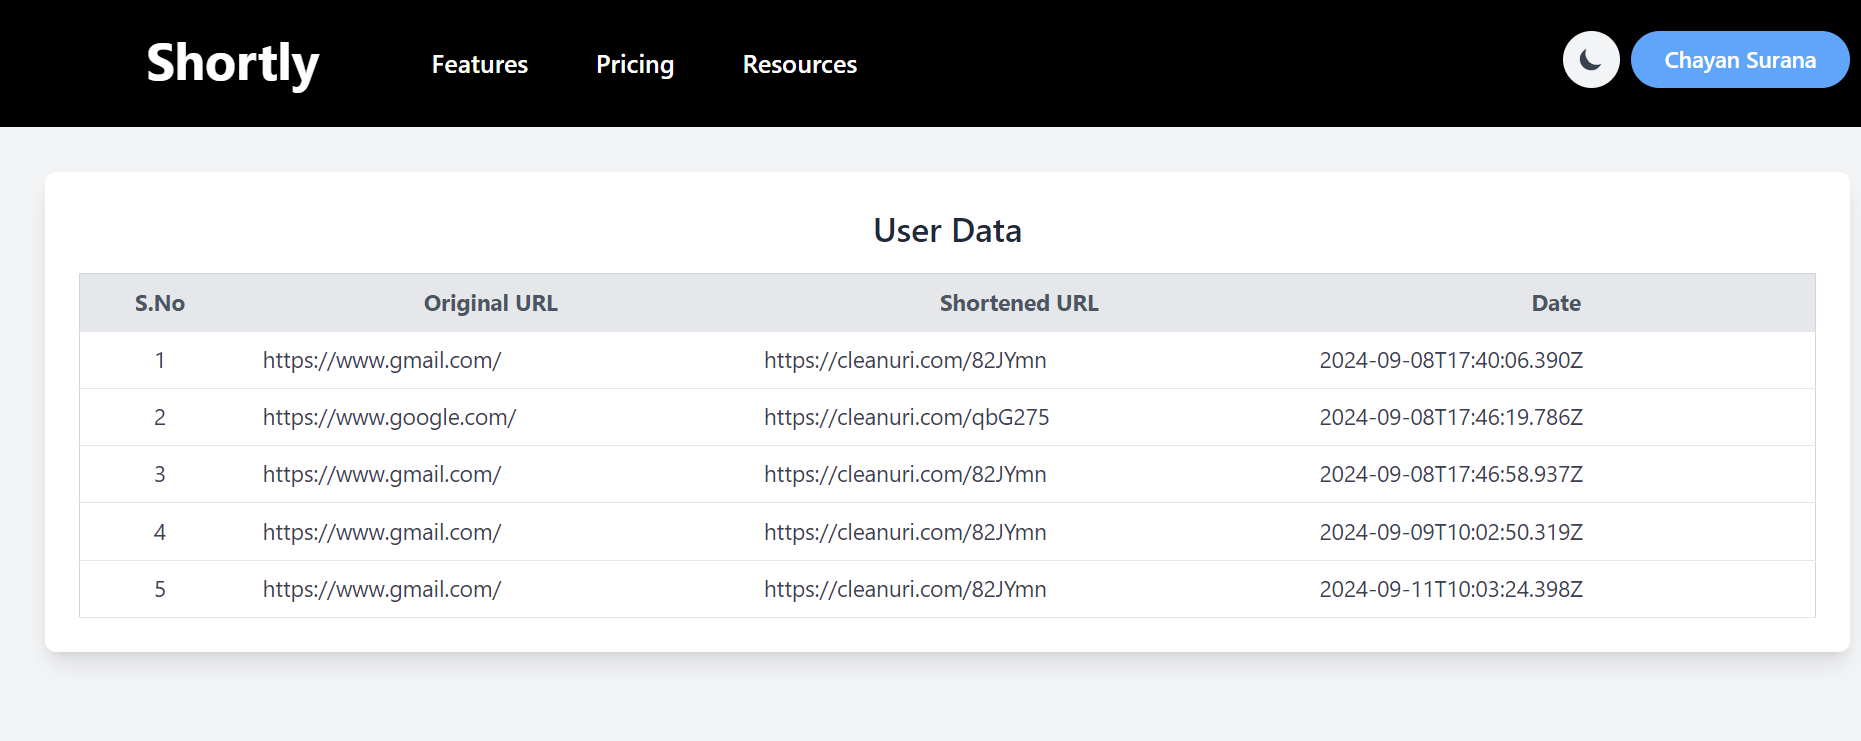 Shortly Features Pricing Resources Chayan Surana
User Data
S.No Original URL Shortened URL Date
1 https://www.gmail.com/ https://cleanuri.com/82JYmn 2024-09-08T17:40:06.390Z
2 https://www.google.com/ https://cleanuri.com/qbG275 2024-09-08T17:46:19.786Z
3 https://www.gmail.com/ https://cleanuri.com/82JYmn 2024-09-08T17:46:58.937Z
4 https://www.gmail.com/ https://cleanuri.com/82JYmn 2024-09-09T10:02:50.319Z
5 https://www.gmail.com/ https://cleanuri.com/82JYmn 2024-09-11T10:03:24.398Z